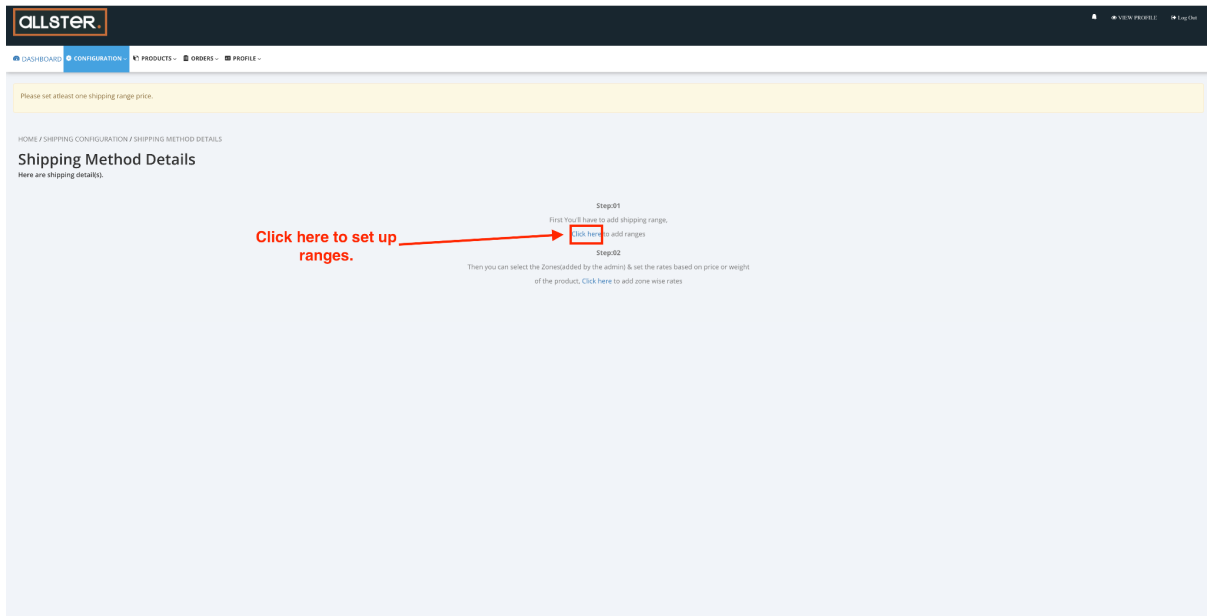 ALLSTER.
VIEW PROFILE Log Out
DASHBOARD CONFIGURATION PRODUCTS ORDERS PROFILE
Please set atleast one shipping range price.
HOME / SHIPPING CONFIGURATION / SHIPPING METHOD DETAILS
Shipping Method Details
Here are shipping detail(s).
Step:01
First You'll have to add shipping range,
Click here to add ranges
Click here to set up
ranges.
Step:02
Then you can select the Zones(added by the admin) & set the rates based on price or weight
of the product, Click here to add zone wise rates